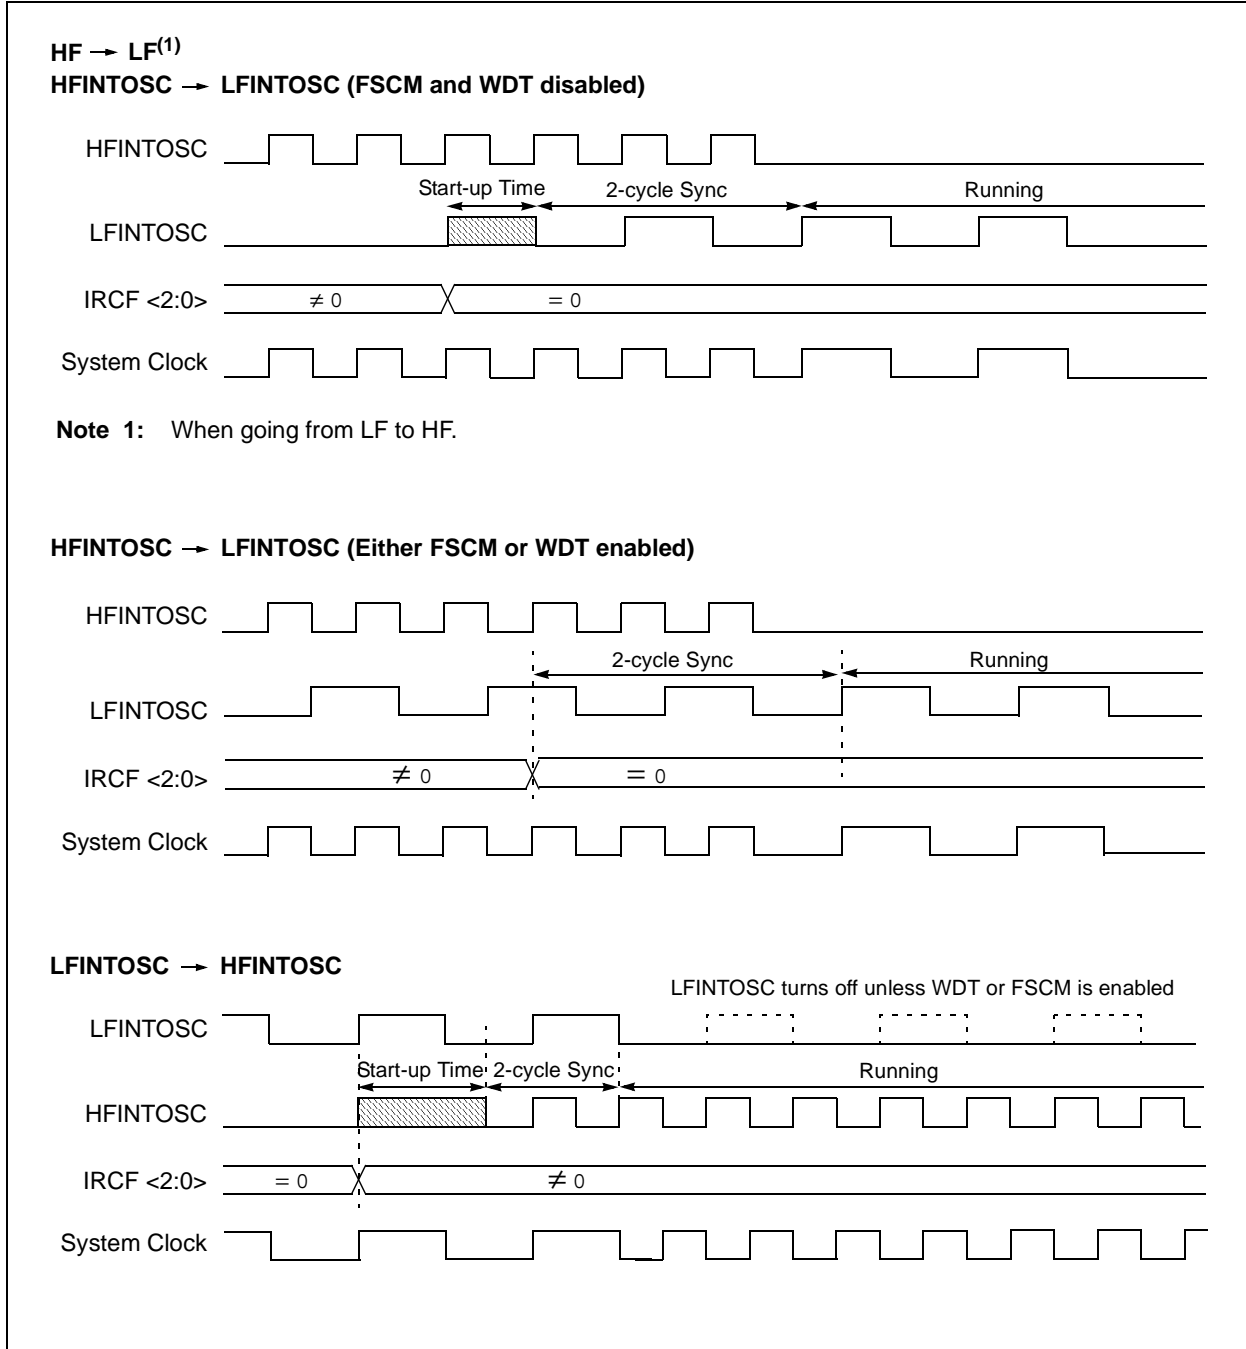 HF → LF(1)
HFINTOSC → LFINTOSC (FSCM and WDT disabled)
HFINTOSC
Start-up Time 2-cycle Sync Running
LFINTOSC
IRCF <2:0> ≠ 0 = 0
System Clock
Note 1: When going from LF to HF.
HFINTOSC → LFINTOSC (Either FSCM or WDT enabled)
HFINTOSC
2-cycle Sync Running
LFINTOSC
IRCF <2:0> ≠ 0 = 0
System Clock
LFINTOSC → HFINTOSC
LFINTOSC turns off unless WDT or FSCM is enabled
LFINTOSC
Start-up Time 2-cycle Sync Running
HFINTOSC
IRCF <2:0> = 0 ≠ 0
System Clock